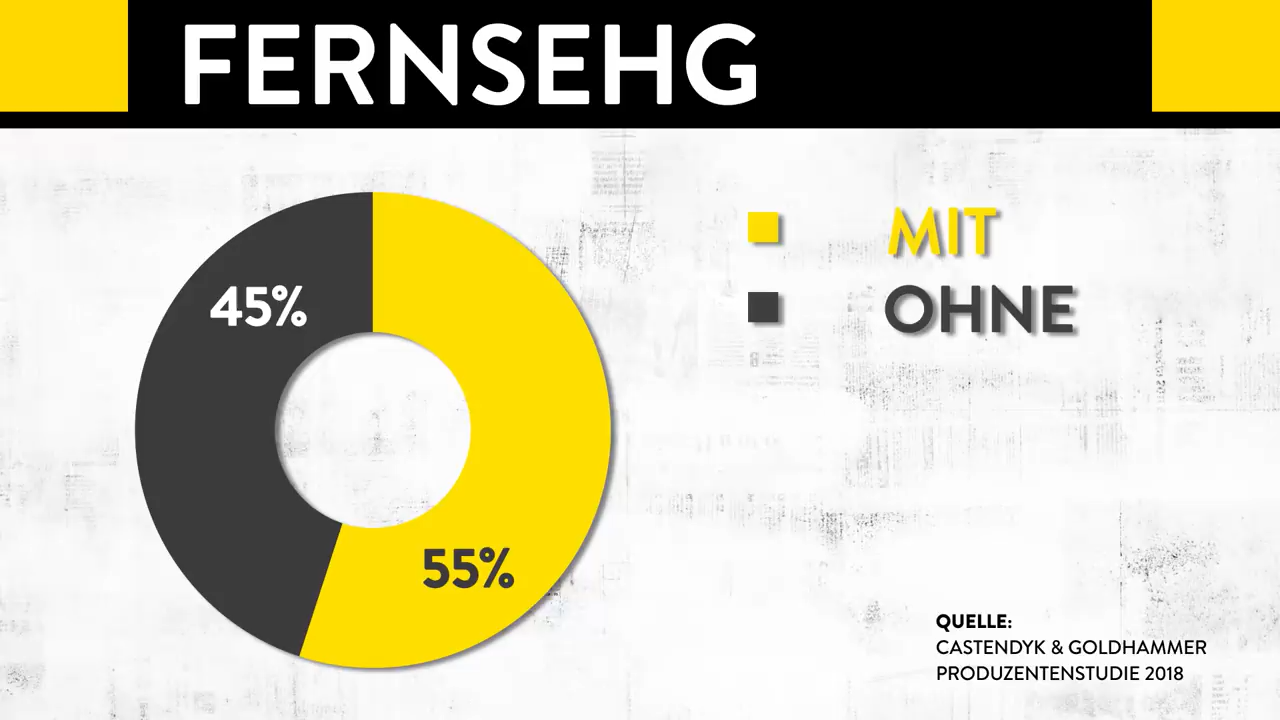 FERNSEHG
45%
55%
MIT
OHNE
QUELLE:
CASTENDYK & GOLDHAMMER
PRODUZENTENSTUDIE 2018